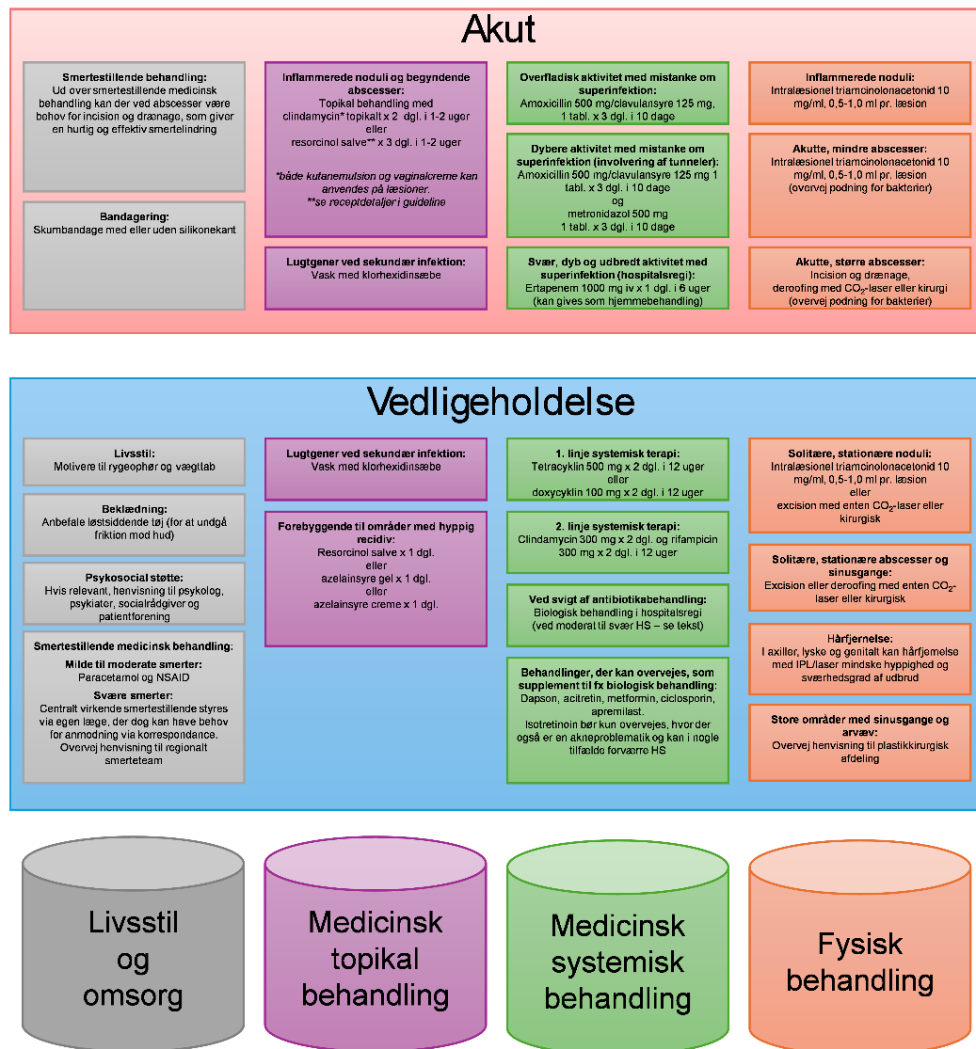 Akut
Smertestillende behandling:
Ud over smertestillende medicinsk
behandling kan der ved abscesser være
behov for incision og drænage, som giver
en hurtig og effektiv smertelindring
Bandagering:
Skumbandage med eller uden silikonekant
Inflammerede noduli og begyndende
abscesser:
Topikal behandling med
clindamycin* topikalt x 2 dgl. i 1-2 uger
eller
resorcinol salve** x 3 dgl. i 1-2 uger
*både kutanemulsion og vaginalcreme kan
anvendes på læsioner.
**se receptdetaljer i guideline
Lugtgener ved sekundær infektion:
Vask med klorhexidinsæbe
Overfladisk aktivitet med mistanke om
superinfektion:
Amoxicillin 500 mg/clavulansyre 125 mg,
1 tabl. x 3 dgl. i 10 dage
Dybere aktivitet med mistanke om
superinfektion (involvering af tunneler):
Amoxicillin 500 mg/clavulansyre 125 mg 1
tabl. x 3 dgl. i 10 dage
og
metronidazol 500 mg
1 tabl. x 3 dgl. i 10 dage
Svær, dyb og udbredt aktivitet med
superinfektion (hospitalsregi):
Ertapenem 1000 mg iv x 1 dgl. i 6 uger
(kan gives som hjemmebehandling)
Inflammerede noduli:
Intralæsionel triamcinolonacetonid 10
mg/ml, 0,5-1,0 ml pr. læsion
Akutte, mindre abscesser:
Intralæsionel triamcinolonacetonid 10
mg/ml, 0,5-1,0 ml pr. læsion
(overvej podning for bakterier)
Akutte, større abscesser:
Incision og drænage,
deroofing med CO₂-laser eller kirurgi
(overvej podning for bakterier)
Vedligeholdelse
Livsstil:
Motivere til rygeophør og vægttab
Beklædning:
Anbefale løstsiddende tøj (for at undgå
friktion mod hud)
Psykosocial støtte:
Hvis relevant, henvisning til psykolog,
psykiater, socialrådgiver og
patientforening
Smertestillende medicinsk behandling:
Milde til moderate smerter:
Paracetamol og NSAID
Svære smerter:
Centralt virkende smertestillende styres
via egen læge, der dog kan have behov
for anmodning via korrespondance.
Overvej henvisning til regionalt
smerteteam
Lugtgener ved sekundær infektion:
Vask med klorhexidinsæbe
Forebyggende til områder med hyppig
recidiv:
Resorcinol salve x 1 dgl.
eller
azelainsyre gel x 1 dgl.
eller
azelainsyre creme x 1 dgl.
1. linje systemisk terapi:
Tetracyklin 500 mg x 2 dgl. i 12 uger
eller
doxycyklin 100 mg x 2 dgl. i 12 uger
2. linje systemisk terapi:
Clindamycin 300 mg x 2 dgl. og rifampicin
300 mg x 2 dgl. i 12 uger
Ved svigt af antibiotikabehandling:
Biologisk behandling i hospitalsregi
(ved moderat til svær HS – se tekst)
Behandlinger, der kan overvejes, som
supplement til fx biologisk behandling:
Dapson, acitretin, metformin, ciclosporin,
apremilast.
Isotretinoin bør kun overvejes, hvor der
også er en akneproblematik og kan i nogle
tilfælde forværre HS
Solitære, stationære noduli:
Intralæsionel triamcinolonacetonid 10
mg/ml, 0,5-1,0 ml pr. læsion
eller
excision med enten CO₂-laser eller
kirurgisk
Solitære, stationære abscesser og
sinusgange:
Excision eller deroofing med enten CO₂-
laser eller kirurgisk
Hårfjernelse:
I axiller, lyske og genitalt kan hårfjernelse
med IPL/laser mindske hyppighed og
sværhedsgrad af udbrud
Store områder med sinusgange og
arvæv:
Overvej henvisning til plastikkirurgisk
afdeling
Livsstil
og
omsorg
Medicinsk
topikal
behandling
Medicinsk
systemisk
behandling
Fysisk
behandling